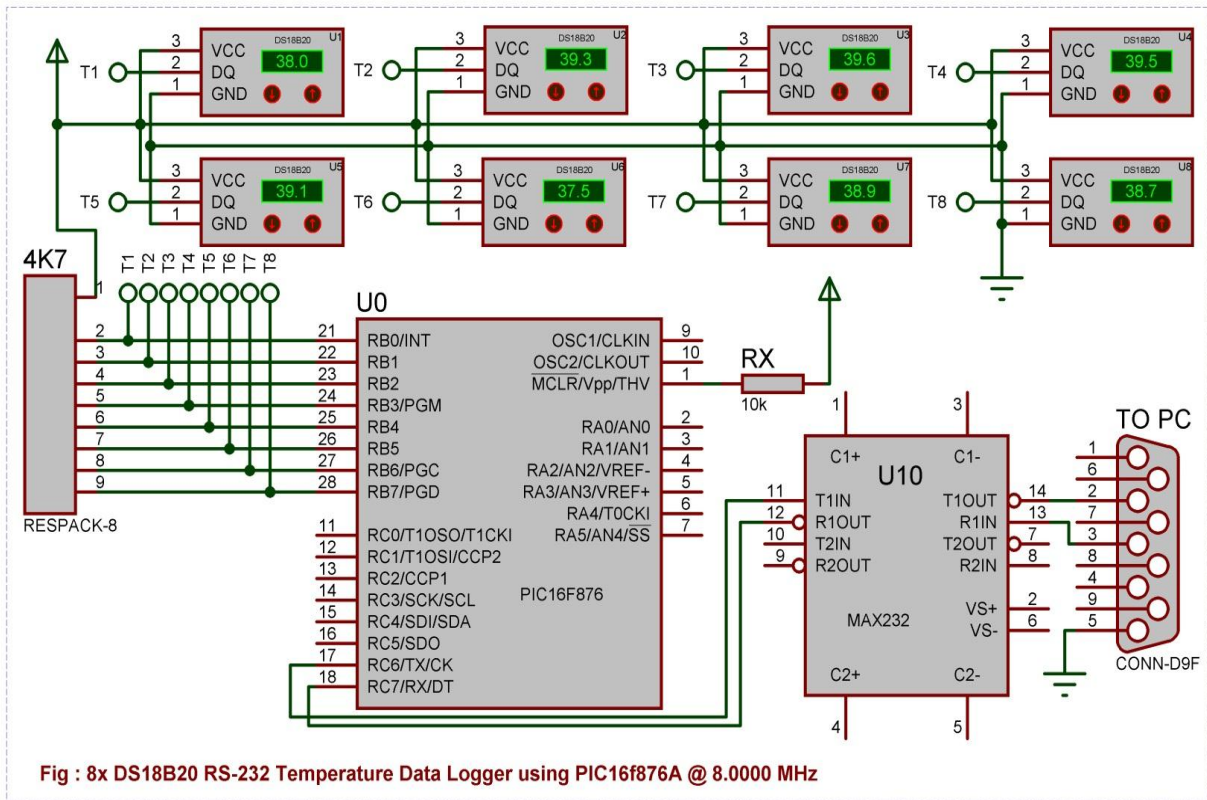 DS18B20 U1
3 VCC 38.0
T1 2 DQ
1 GND
DS18B20 U2
3 VCC 39.3
T2 2 DQ
1 GND
DS18B20 U3
3 VCC 39.6
T3 2 DQ
1 GND
DS18B20 U4
3 VCC 39.5
T4 2 DQ
1 GND
DS18B20 U5
3 VCC 39.1
T5 2 DQ
1 GND
DS18B20 U6
3 VCC 37.5
T6 2 DQ
1 GND
DS18B20 U7
3 VCC 38.9
T7 2 DQ
1 GND
DS18B20 U8
3 VCC 38.7
T8 2 DQ
1 GND
4K7
1
2
3
4
5
6
7
8
9
RESPACK-8
T1 T2 T3 T4 T5 T6 T7 T8
U0
21 RB0/INT
22 RB1
23 RB2
24 RB3/PGM
25 RB4
26 RB5
27 RB6/PGC
28 RB7/PGD
11 RC0/T1OSO/T1CKI
12 RC1/T1OSI/CCP2
13 RC2/CCP1
14 RC3/SCK/SCL
15 RC4/SDI/SDA
16 RC5/SDO
17 RC6/TX/CK
18 RC7/RX/DT
OSC1/CLKIN 9
OSC2/CLKOUT 10
MCLR/Vpp/THV 1
RA0/AN0 2
RA1/AN1 3
RA2/AN2/VREF- 4
RA3/AN3/VREF+ 5
RA4/T0CKI 6
RA5/AN4/SS 7
PIC16F876
RX
10k
1 3
C1+ C1-
U10
11 T1IN
12 R1OUT
10 T2IN
9 R2OUT
T1OUT 14
R1IN 13
T2OUT 7
R2IN 8
VS+ 2
VS- 6
MAX232
C2+ C2-
4 5
TO PC
1
6
2
7
3
8
4
9
5
CONN-D9F
Fig : 8x DS18B20 RS-232 Temperature Data Logger using PIC16f876A @ 8.0000 MHz